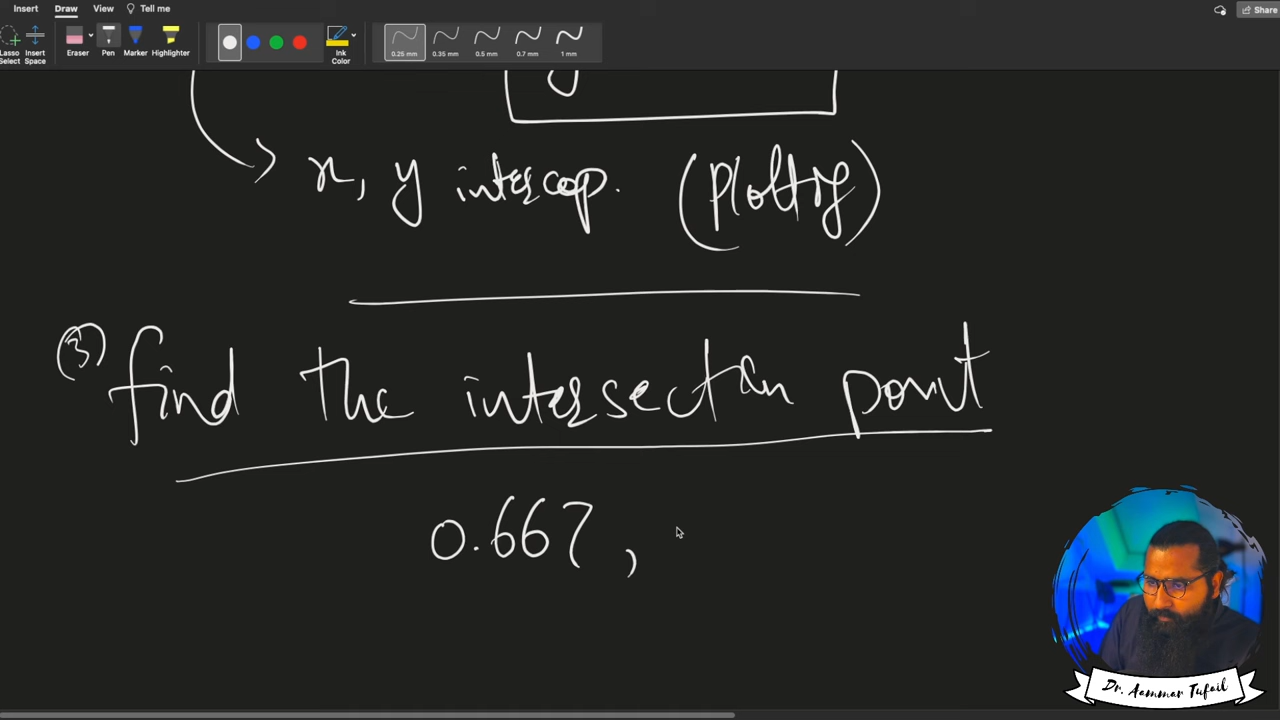 Insert Draw View Tell me Share
Lasso Select Insert Space Eraser Pen Marker Highlighter Ink Color 0.25 mm 0.35 mm 0.5 mm 0.7 mm 1 mm
x, y intercep. (Plottig)
(3) find the intersection point
0.667,
Dr. Aammar Tufail